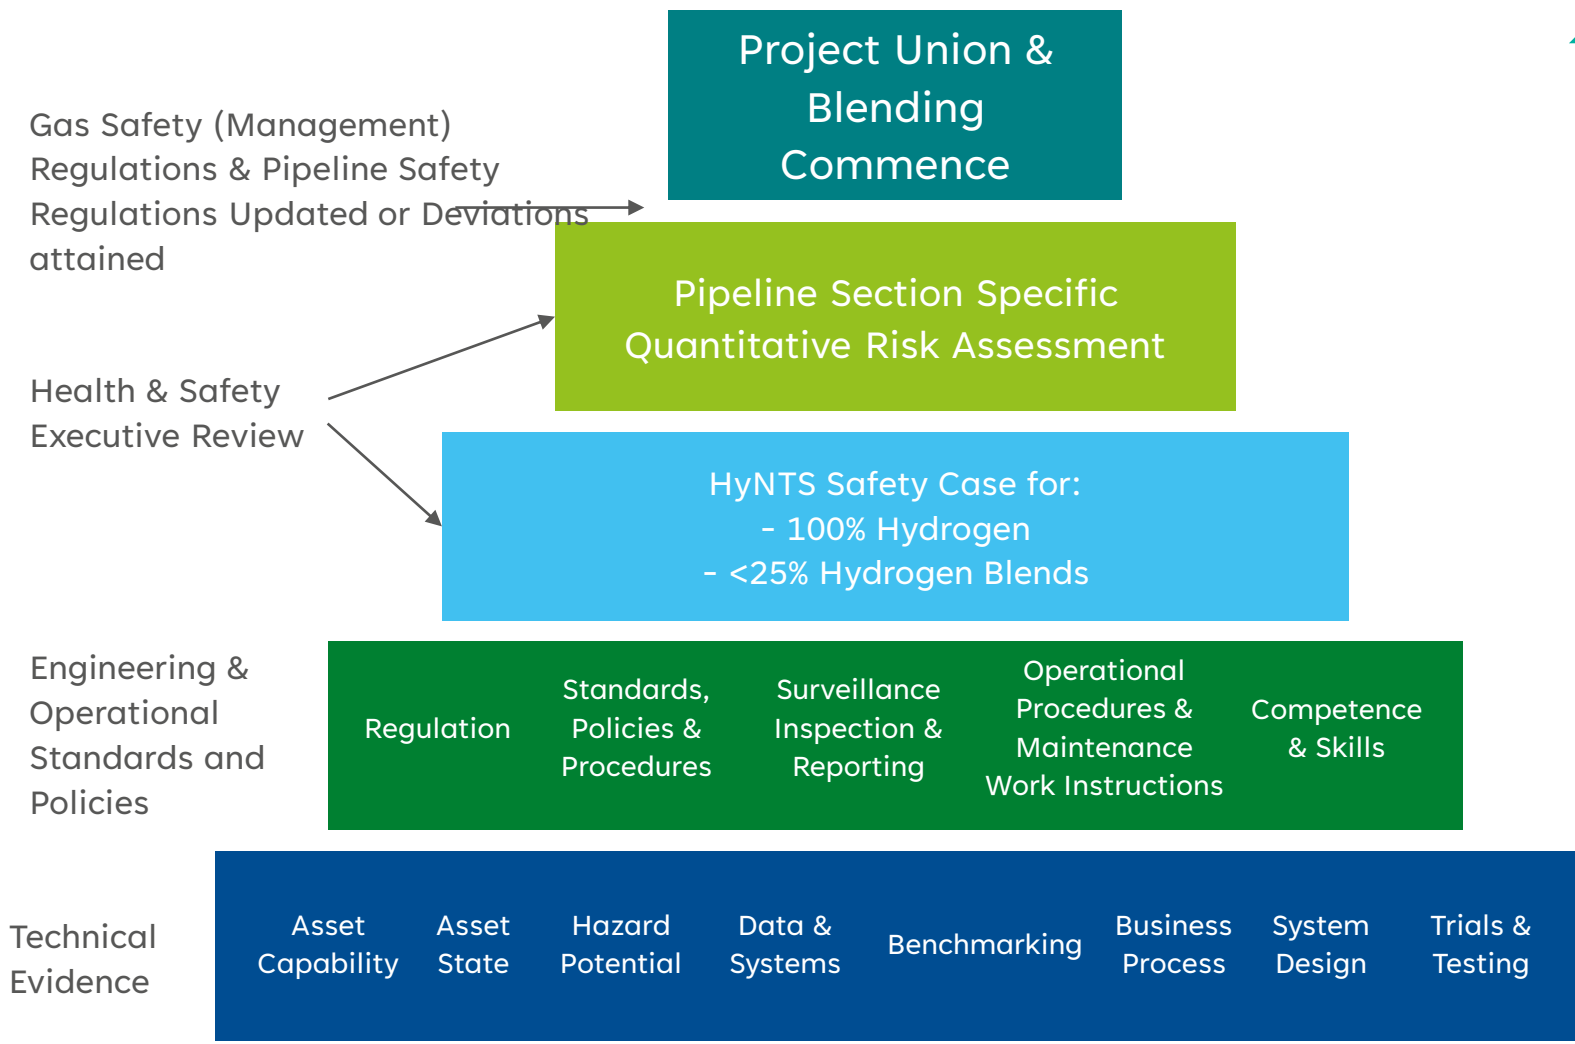 Project Union &
Blending
Commence
Gas Safety (Management)
Regulations & Pipeline Safety
Regulations Updated or Deviations
attained
Pipeline Section Specific
Quantitative Risk Assessment
Health & Safety
Executive Review
HyNTS Safety Case for:
- 100% Hydrogen
- <25% Hydrogen Blends
Engineering &
Operational
Standards and
Policies
Regulation
Standards,
Policies &
Procedures
Surveillance
Inspection &
Reporting
Operational
Procedures &
Maintenance
Work Instructions
Competence
& Skills
Technical
Evidence
Asset
Capability
Asset
State
Hazard
Potential
Data &
Systems
Benchmarking
Business
Process
System
Design
Trials &
Testing